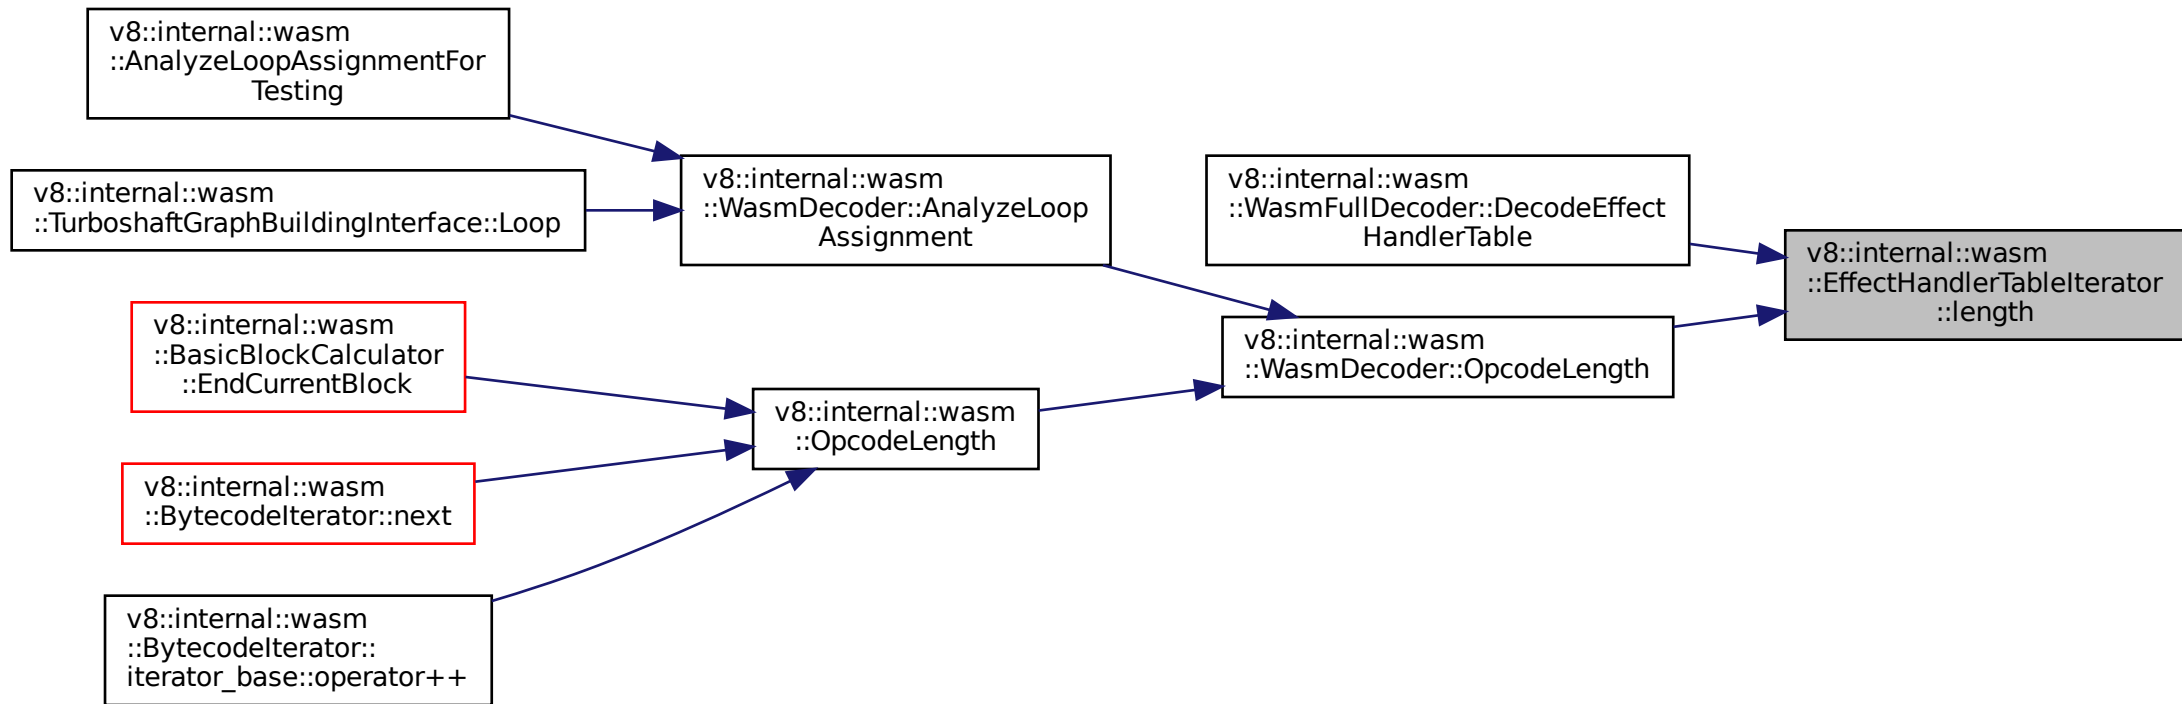 v8::internal::wasm
::AnalyzeLoopAssignmentFor
Testing
v8::internal::wasm
::TurboshaftGraphBuildingInterface::Loop
v8::internal::wasm
::WasmDecoder::AnalyzeLoop
Assignment
v8::internal::wasm
::WasmFullDecoder::DecodeEffect
HandlerTable
v8::internal::wasm
::EffectHandlerTableIterator
::length
v8::internal::wasm
::BasicBlockCalculator
::EndCurrentBlock
v8::internal::wasm
::WasmDecoder::OpcodeLength
v8::internal::wasm
::OpcodeLength
v8::internal::wasm
::BytecodeIterator::next
v8::internal::wasm
::BytecodeIterator::
iterator_base::operator++